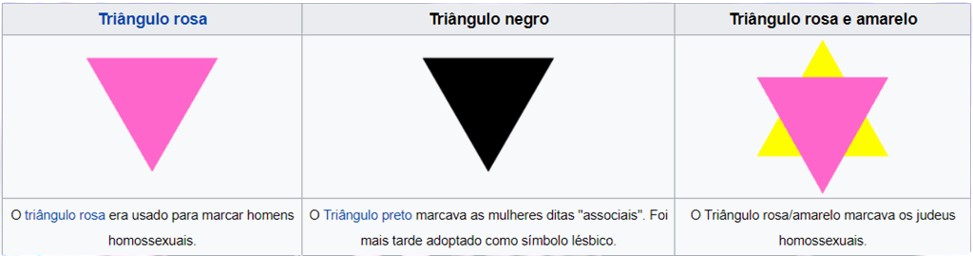 Triângulo rosa
Triângulo negro
Triângulo rosa e amarelo
O triângulo rosa era usado para marcar homens
homossexuais.
O Triângulo preto marcava as mulheres ditas "associais". Foi
mais tarde adoptado como símbolo lésbico.
O Triângulo rosa/amarelo marcava os judeus
homossexuais.